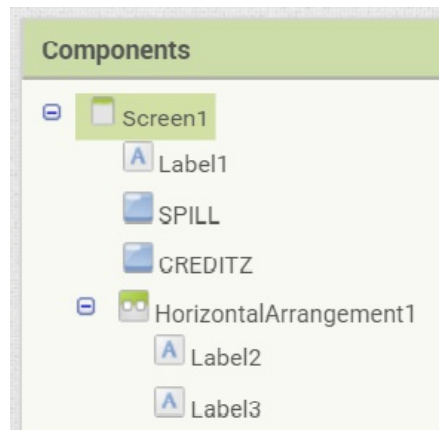 Components
Screen1
A Label1
SPILL
CREDITZ
HorizontalArrangement1
A Label2
A Label3